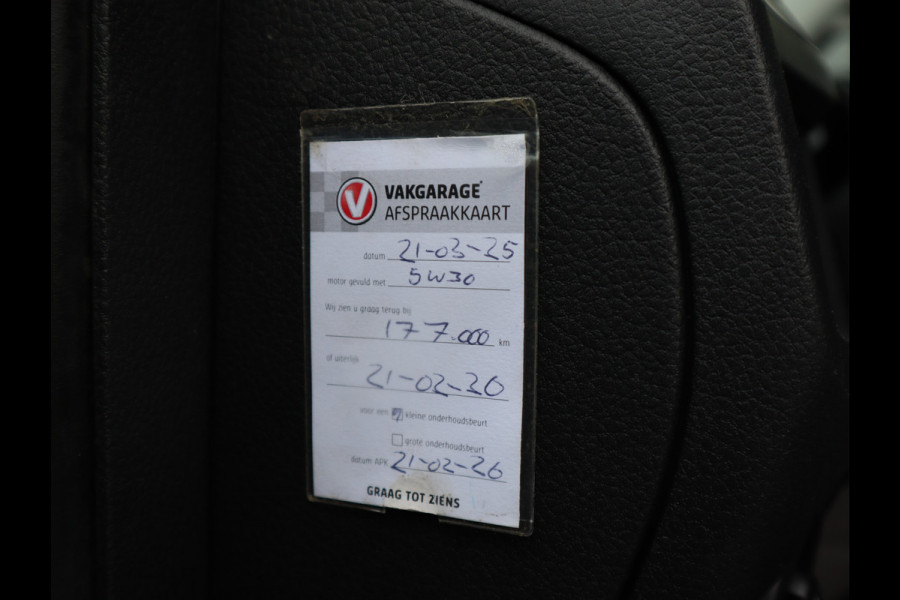 V VAKGARAGE
AFSPRAAKKAART
datum 21-03-25
motor gevuld met 5W30
Wij zien u graag terug bij
177.000 km
of uiterlijk
21-02-26
voor een kleine onderhoudsbeurt
grote onderhoudsbeurt
datum APK 21-02-26
GRAAG TOT ZIENS